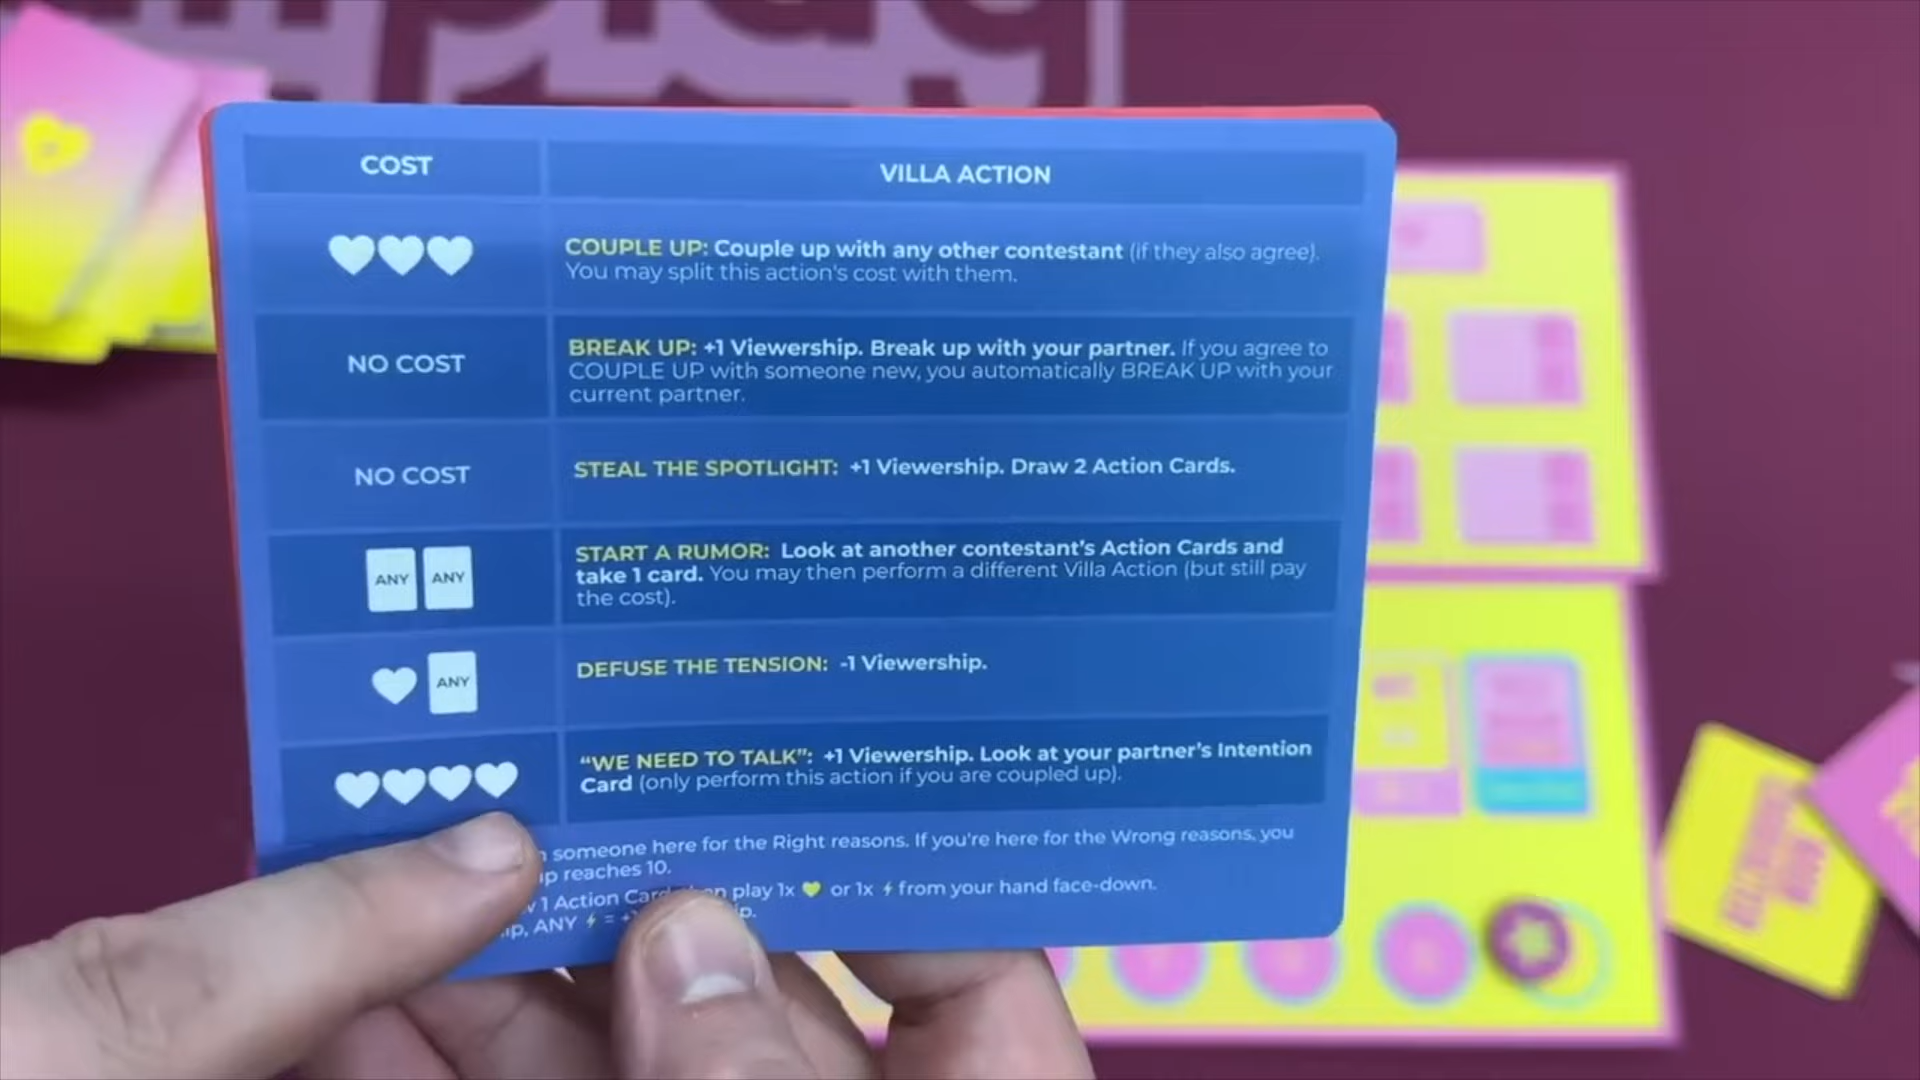 COST
VILLA ACTION
COUPLE UP: Couple up with any other contestant (if they also agree).
You may split this action's cost with them.
NO COST
BREAK UP: +1 Viewership. Break up with your partner. If you agree to
COUPLE UP with someone new, you automatically BREAK UP with your
current partner.
NO COST
STEAL THE SPOTLIGHT: +1 Viewership. Draw 2 Action Cards.
ANY ANY
START A RUMOR: Look at another contestant's Action Cards and
take 1 card. You may then perform a different Villa Action (but still pay
the cost).
ANY
DEFUSE THE TENSION: -1 Viewership.
"WE NEED TO TALK": +1 Viewership. Look at your partner's Intention
Card (only perform this action if you are coupled up).
someone here for the Right reasons. If you're here for the Wrong reasons, you
reaches 10.
1 Action play 1x or 1x from your hand face-down.
ANY =